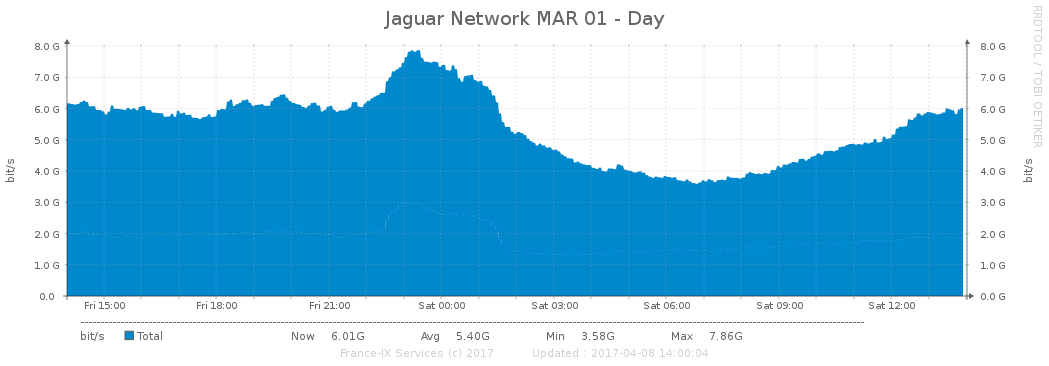 Jaguar Network MAR 01 - Day
RRDTOOL / TOBI OETIKER
bit/s
8.0 G 8.0 G
7.0 G 7.0 G
6.0 G 6.0 G
5.0 G 5.0 G
4.0 G 4.0 G
3.0 G 3.0 G
2.0 G 2.0 G
1.0 G 1.0 G
0.0 0.0 G
bit/s
Fri 15:00 Fri 18:00 Fri 21:00 Sat 00:00 Sat 03:00 Sat 06:00 Sat 09:00 Sat 12:00
bit/s Total Now 6.01G Avg 5.40G Min 3.58G Max 7.86G
France-IX Services (c) 2017 Updated : 2017-04-08 14:00:04